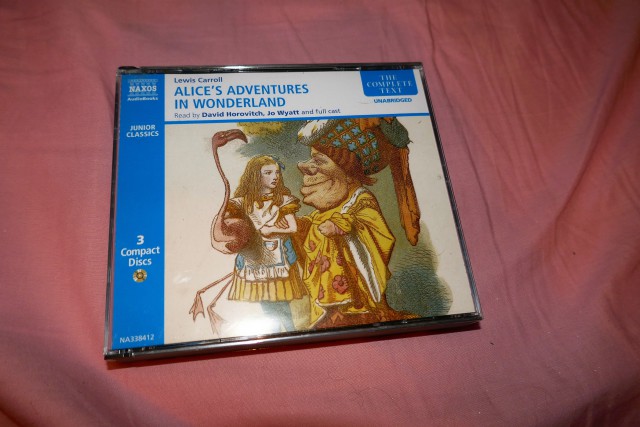 NAXOS
AudioBooks
JUNIOR
CLASSICS
3
Compact
Discs
NA338412
Lewis Carroll
ALICE'S ADVENTURES
IN WONDERLAND
Read by David Horovitch, Jo Wyatt and full cast
THE
COMPLETE
TEXT
UNABRIDGED